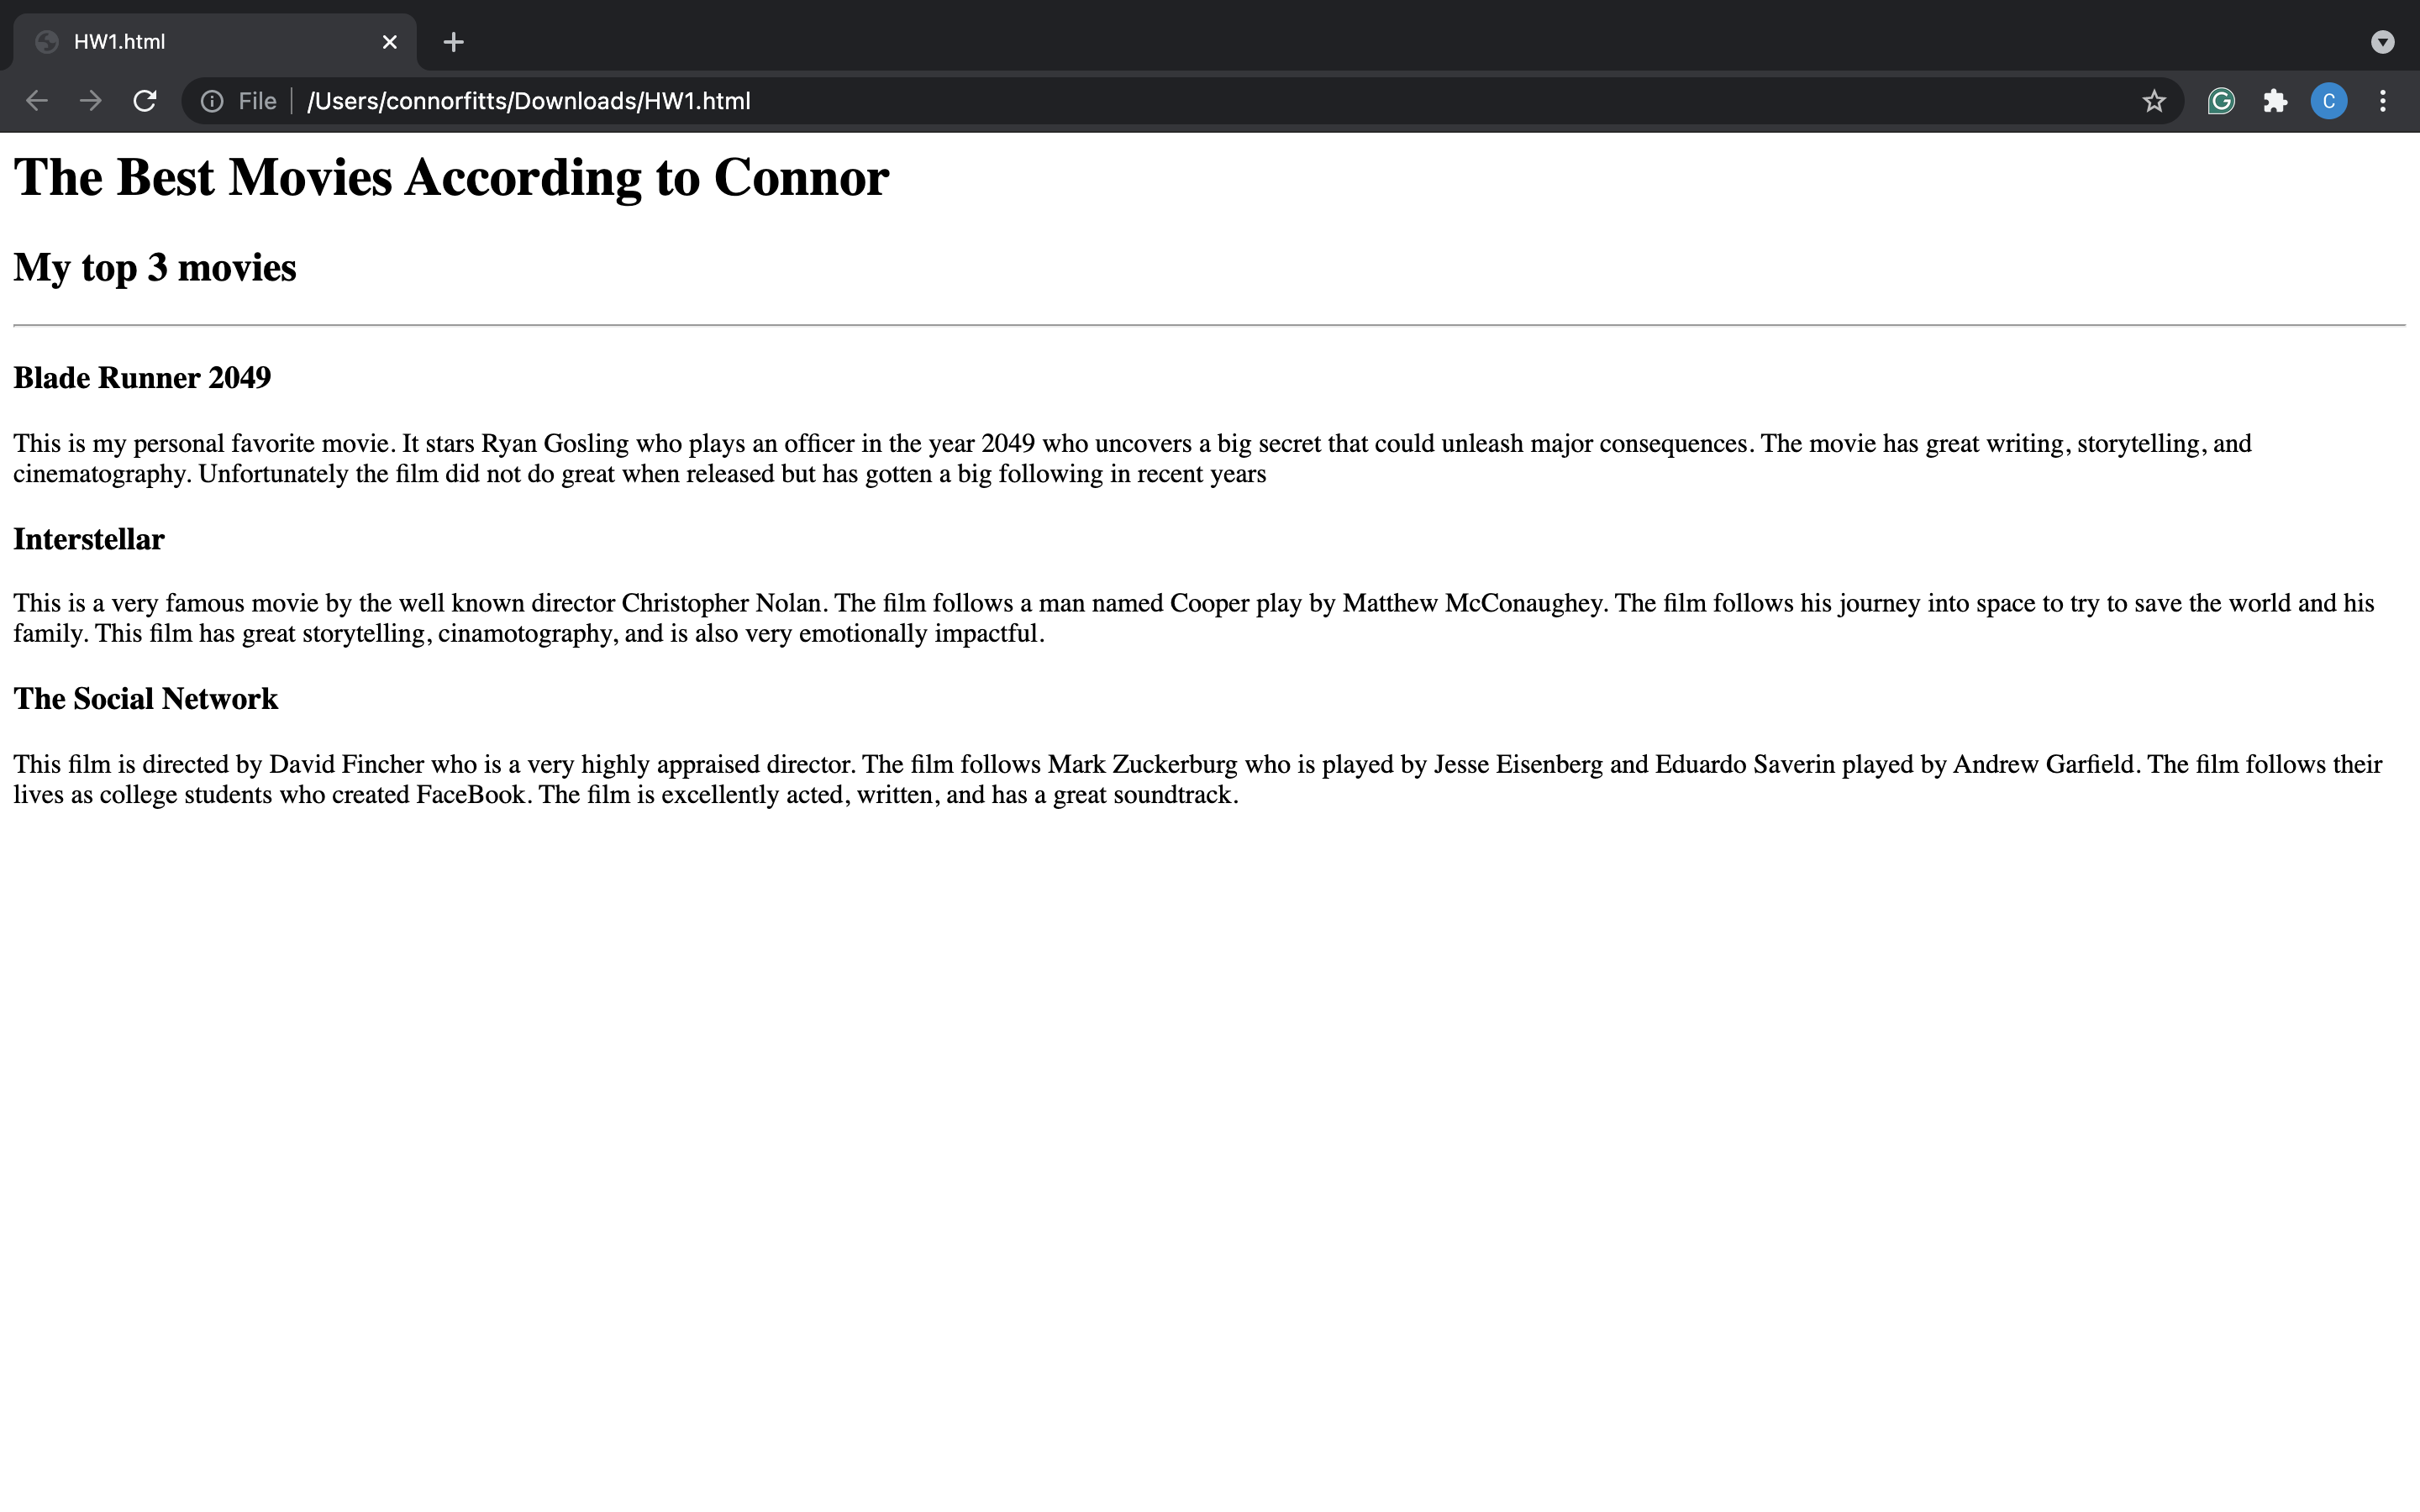 HW1.html
File /Users/connorfitts/Downloads/HW1.html
C
The Best Movies According to Connor
My top 3 movies
Blade Runner 2049
This is my personal favorite movie. It stars Ryan Gosling who plays an officer in the year 2049 who uncovers a big secret that could unleash major consequences. The movie has great writing, storytelling, and
cinematography. Unfortunately the film did not do great when released but has gotten a big following in recent years
Interstellar
This is a very famous movie by the well known director Christopher Nolan. The film follows a man named Cooper play by Matthew McConaughey. The film follows his journey into space to try to save the world and his
family. This film has great storytelling, cinamotography, and is also very emotionally impactful.
The Social Network
This film is directed by David Fincher who is a very highly appraised director. The film follows Mark Zuckerburg who is played by Jesse Eisenberg and Eduardo Saverin played by Andrew Garfield. The film follows their
lives as college students who created FaceBook. The film is excellently acted, written, and has a great soundtrack.